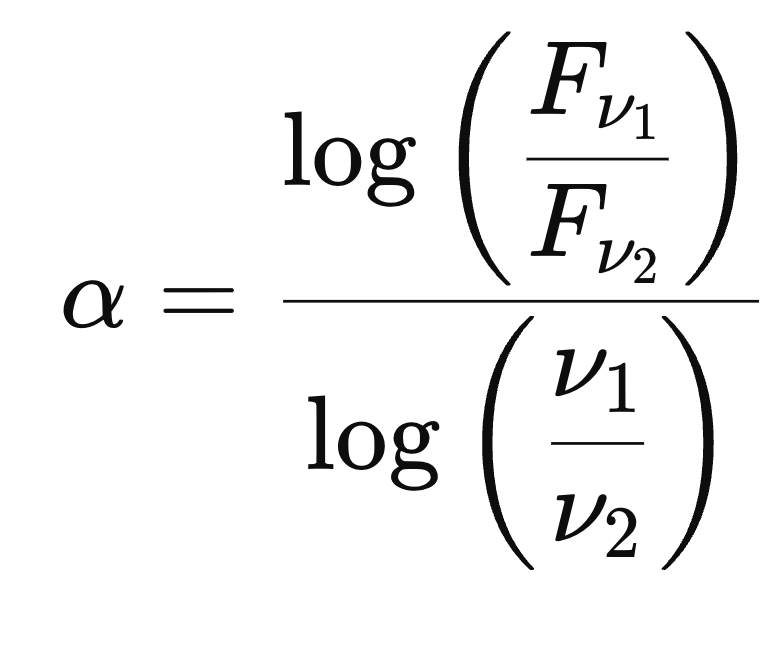 α = log(F_ν₁ / F_ν₂) / log(ν₁ / ν₂)